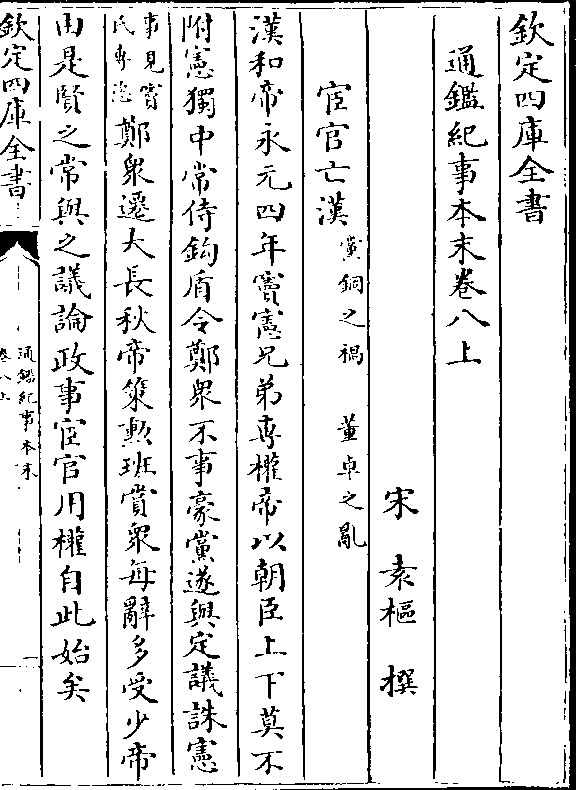 欽定四庫全書
通鑑紀事本末卷八上
宋 袁樞 撰
宦官亡漢 黨錮之禍 董卓之亂
漢和帝永元四年竇憲兄弟專權帝以朝臣上下莫不
附憲獨中常侍鉤盾令鄭衆不事豪黨遂與定議誅憲
事見竇
氏專恣
鄭衆遷大長秋帝策勲班賞衆每辭多受少帝
由是賢之常與之議論政事宦官用權自此始矣
欽定四庫全書
通鑑紀事本末
卷八上